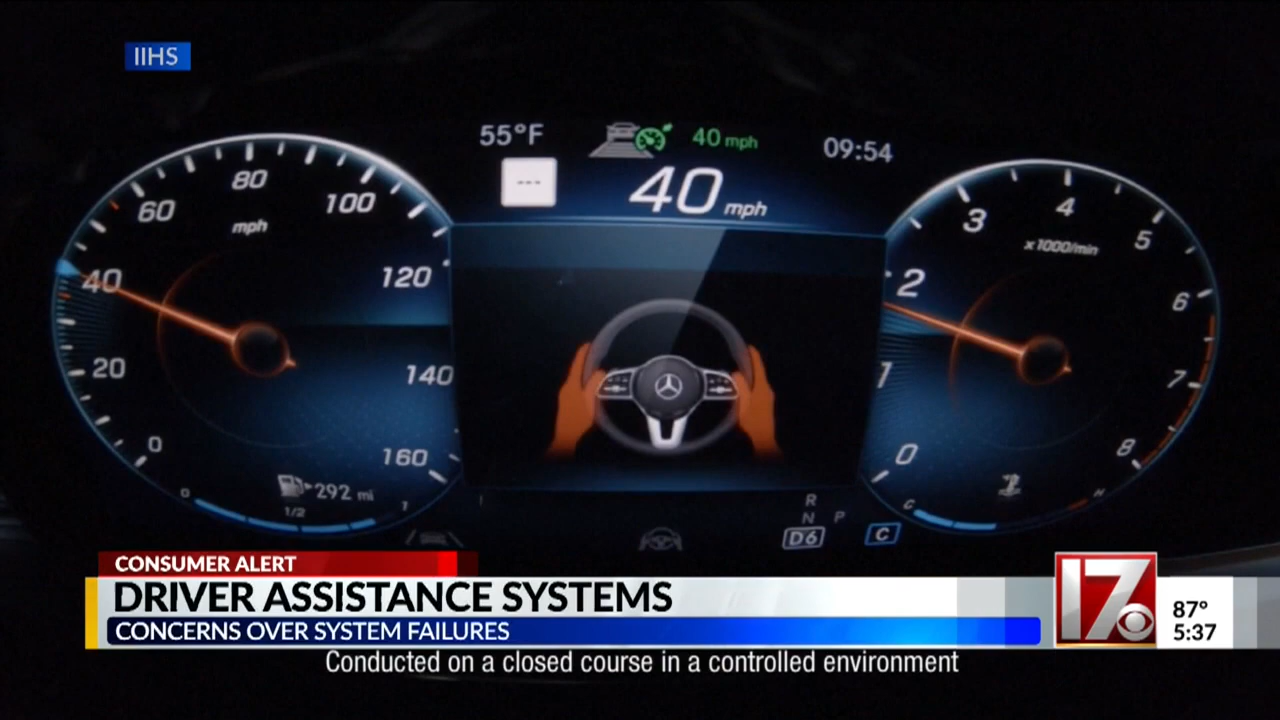 IIHS
55°F
40 mph
09:54
---
40 mph
80
60
100
mph
40
120
20
140
0
160
292 mi
0
1/2
1
3
4
5
x1000/min
2
6
1
7
0
8
C
H
R
N P
D6
C
CONSUMER ALERT
DRIVER ASSISTANCE SYSTEMS
CONCERNS OVER SYSTEM FAILURES
17
87°
5:37
Conducted on a closed course in a controlled environment